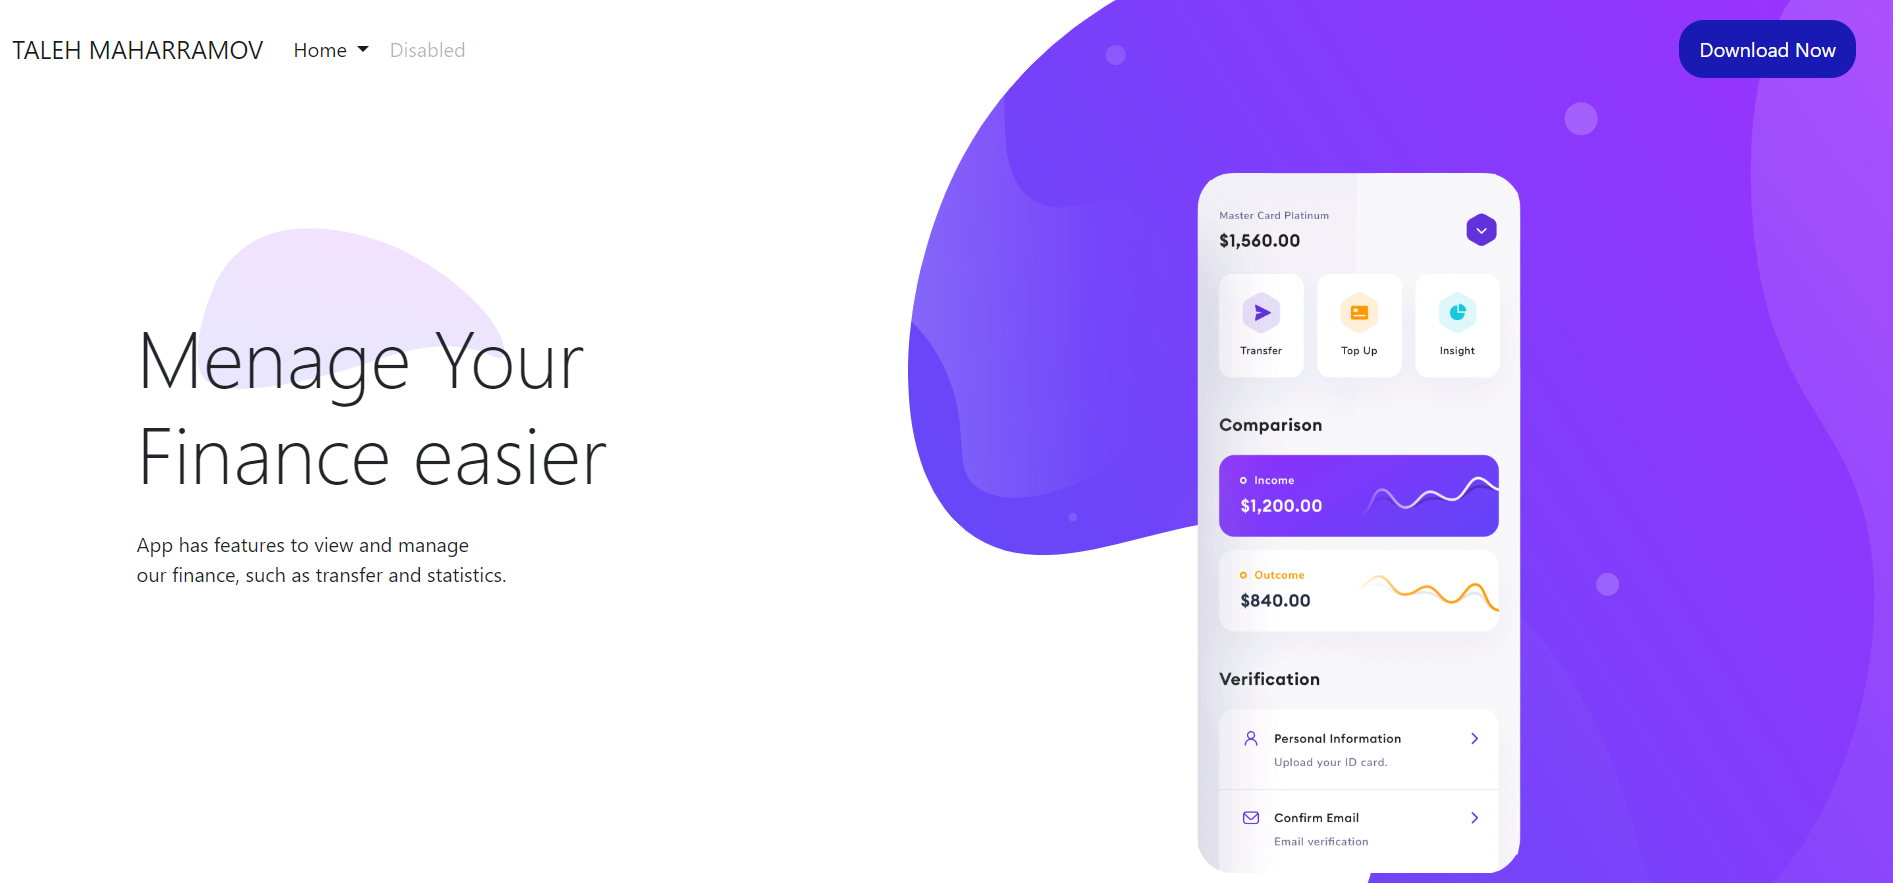 TALEH MAHARRAMOV
Home
Disabled
Download Now
Menage Your
Finance easier
App has features to view and manage
our finance, such as transfer and statistics.
Master Card Platinum
$1,560.00
Transfer
Top Up
Insight
Comparison
Income
$1,200.00
Outcome
$840.00
Verification
Personal Information
Upload your ID card.
Confirm Email
Email verification